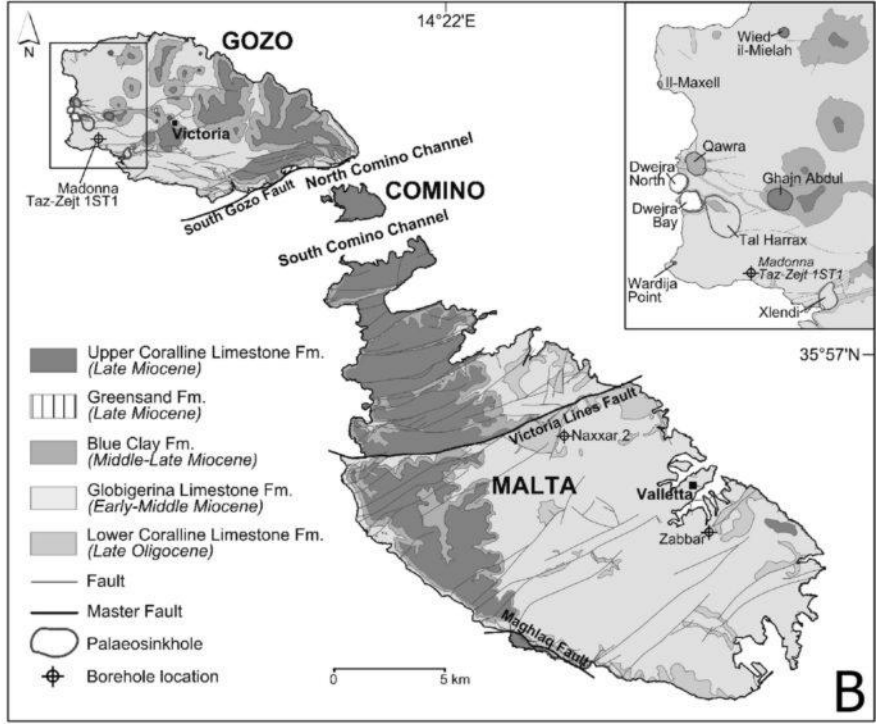 14°22'E
N
GOZO
Victoria
Madonna
Taz-Zejt 1ST1
South Gozo Fault
North Comino Channel
COMINO
South Comino Channel
Wied
il-Mielah
Il-Maxell
Qawra
Dwejra
North
Ghajn Abdul
Dwejra
Bay
Tal Harrax
Madonna
Taz-Zejt 1ST1
Wardija
Point
Xlendi
35°57'N
Upper Coralline Limestone Fm.
(Late Miocene)
Greensand Fm.
(Late Miocene)
Blue Clay Fm.
(Middle-Late Miocene)
Globigerina Limestone Fm.
(Early-Middle Miocene)
Lower Coralline Limestone Fm.
(Late Oligocene)
Fault
Master Fault
Palaeosinkhole
Borehole location
Victoria Lines Fault
Naxxar 2
MALTA
Valletta
Zabbar
Maghlaq Fault
0
5 km
B